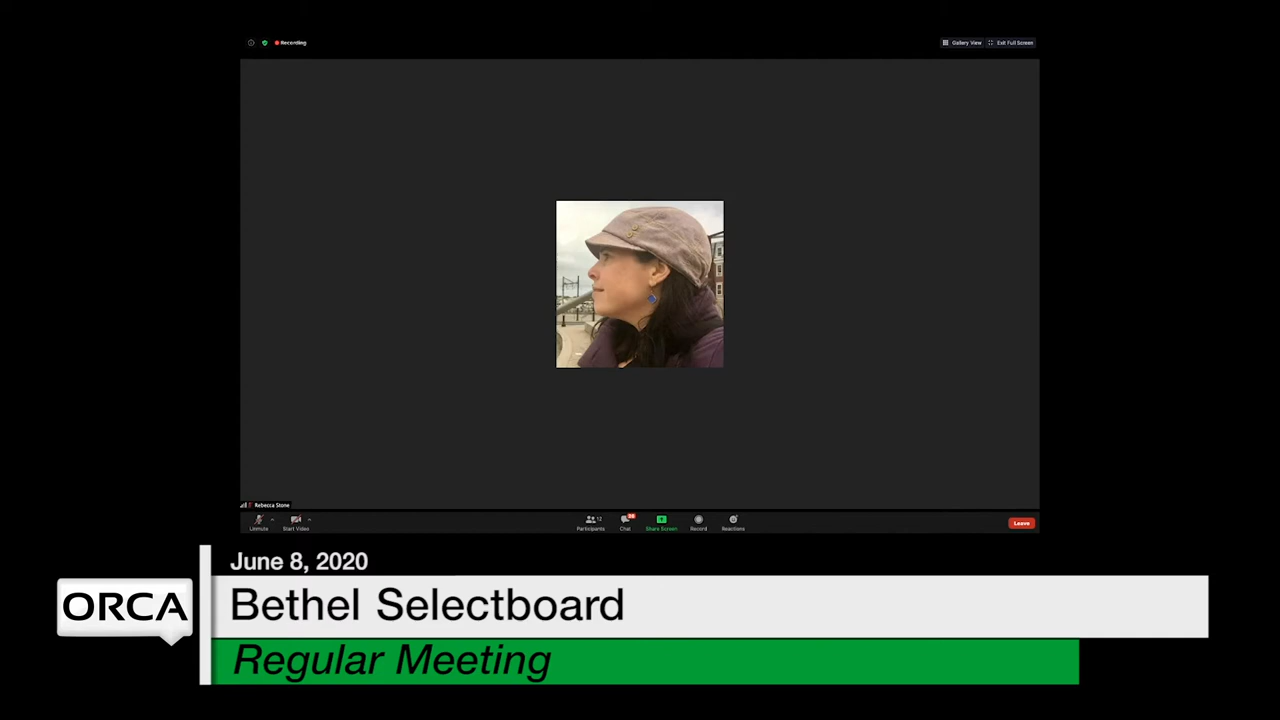 Recording
Gallery View
Exit Full Screen
Rebecca Stone
Unmute
Start Video
Participants
12
Chat
Share Screen
Record
Reactions
Leave
June 8, 2020
ORCA
Bethel Selectboard
Regular Meeting